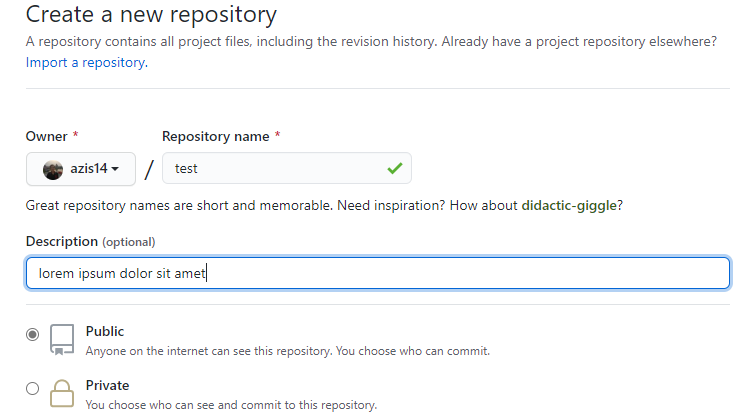 Create a new repository
A repository contains all project files, including the revision history. Already have a project repository elsewhere?
Import a repository.
Owner * Repository name *
azis14 / test
Great repository names are short and memorable. Need inspiration? How about didactic-giggle?
Description (optional)
lorem ipsum dolor sit amet
Public
Anyone on the internet can see this repository. You choose who can commit.
Private
You choose who can see and commit to this repository.